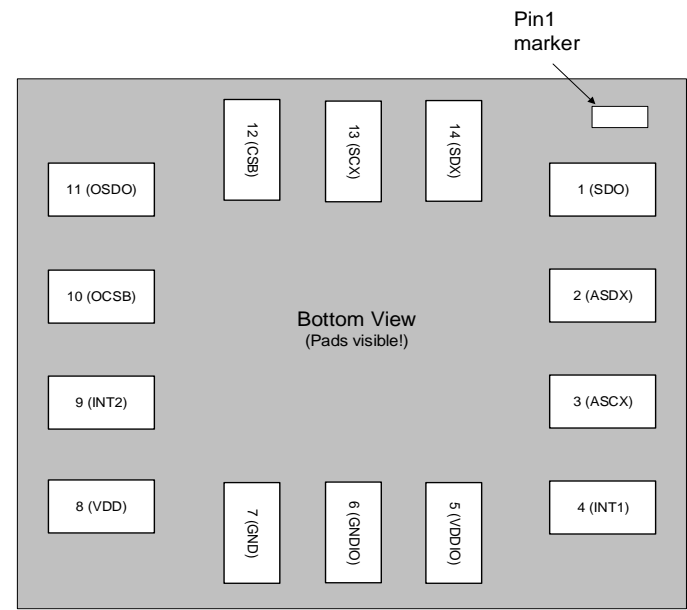 Pin1
marker
12 (CSB)
13 (SCX)
14 (SDX)
11 (OSDO)
1 (SDO)
10 (OCSB)
2 (ASDX)
Bottom View
(Pads visible!)
9 (INT2)
3 (ASCX)
8 (VDD)
4 (INT1)
7 (GND)
6 (GNDIO)
5 (VDDIO)